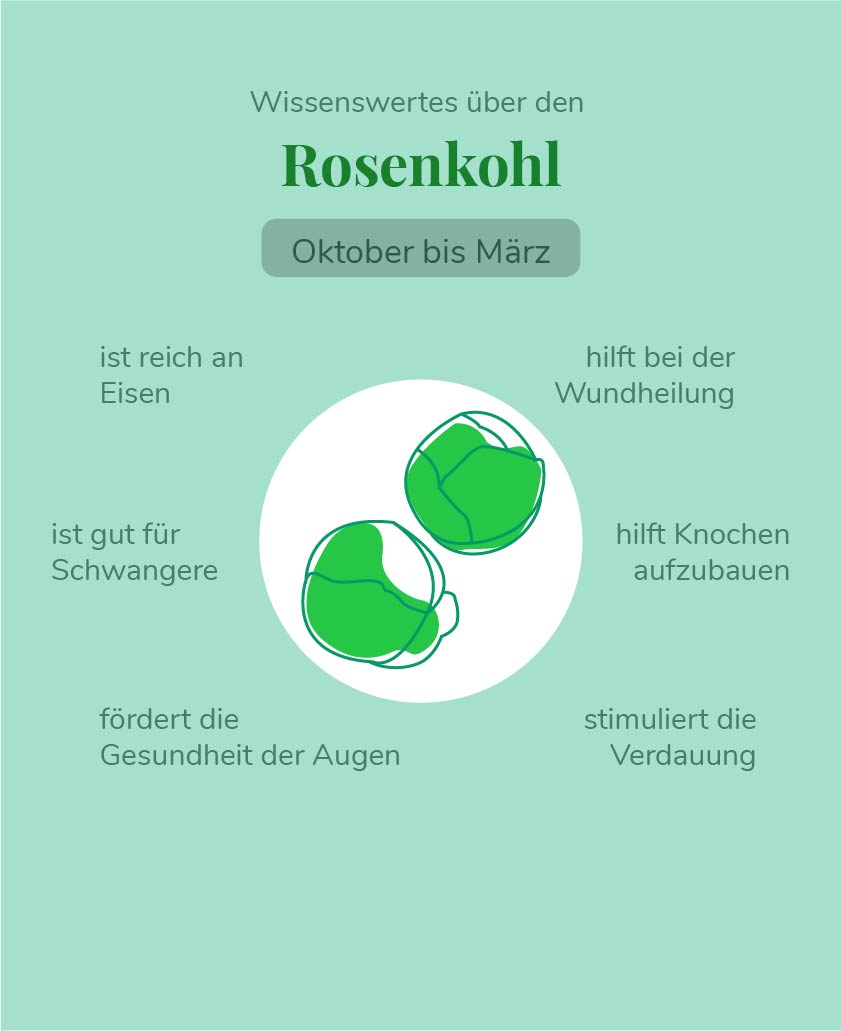 Wissenswertes über den
Rosenkohl
Oktober bis März
ist reich an
Eisen
hilft bei der
Wundheilung
ist gut für
Schwangere
hilft Knochen
aufzubauen
fördert die
Gesundheit der Augen
stimuliert die
Verdauung